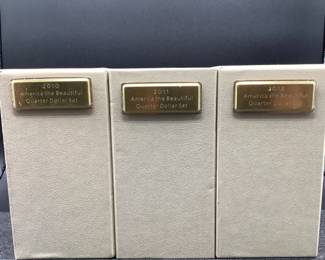 2010
America the Beautiful
Quarter Dollar Set
2011
America the Beautiful
Quarter Dollar Set
America the Beautiful
Quarter Dollar Set